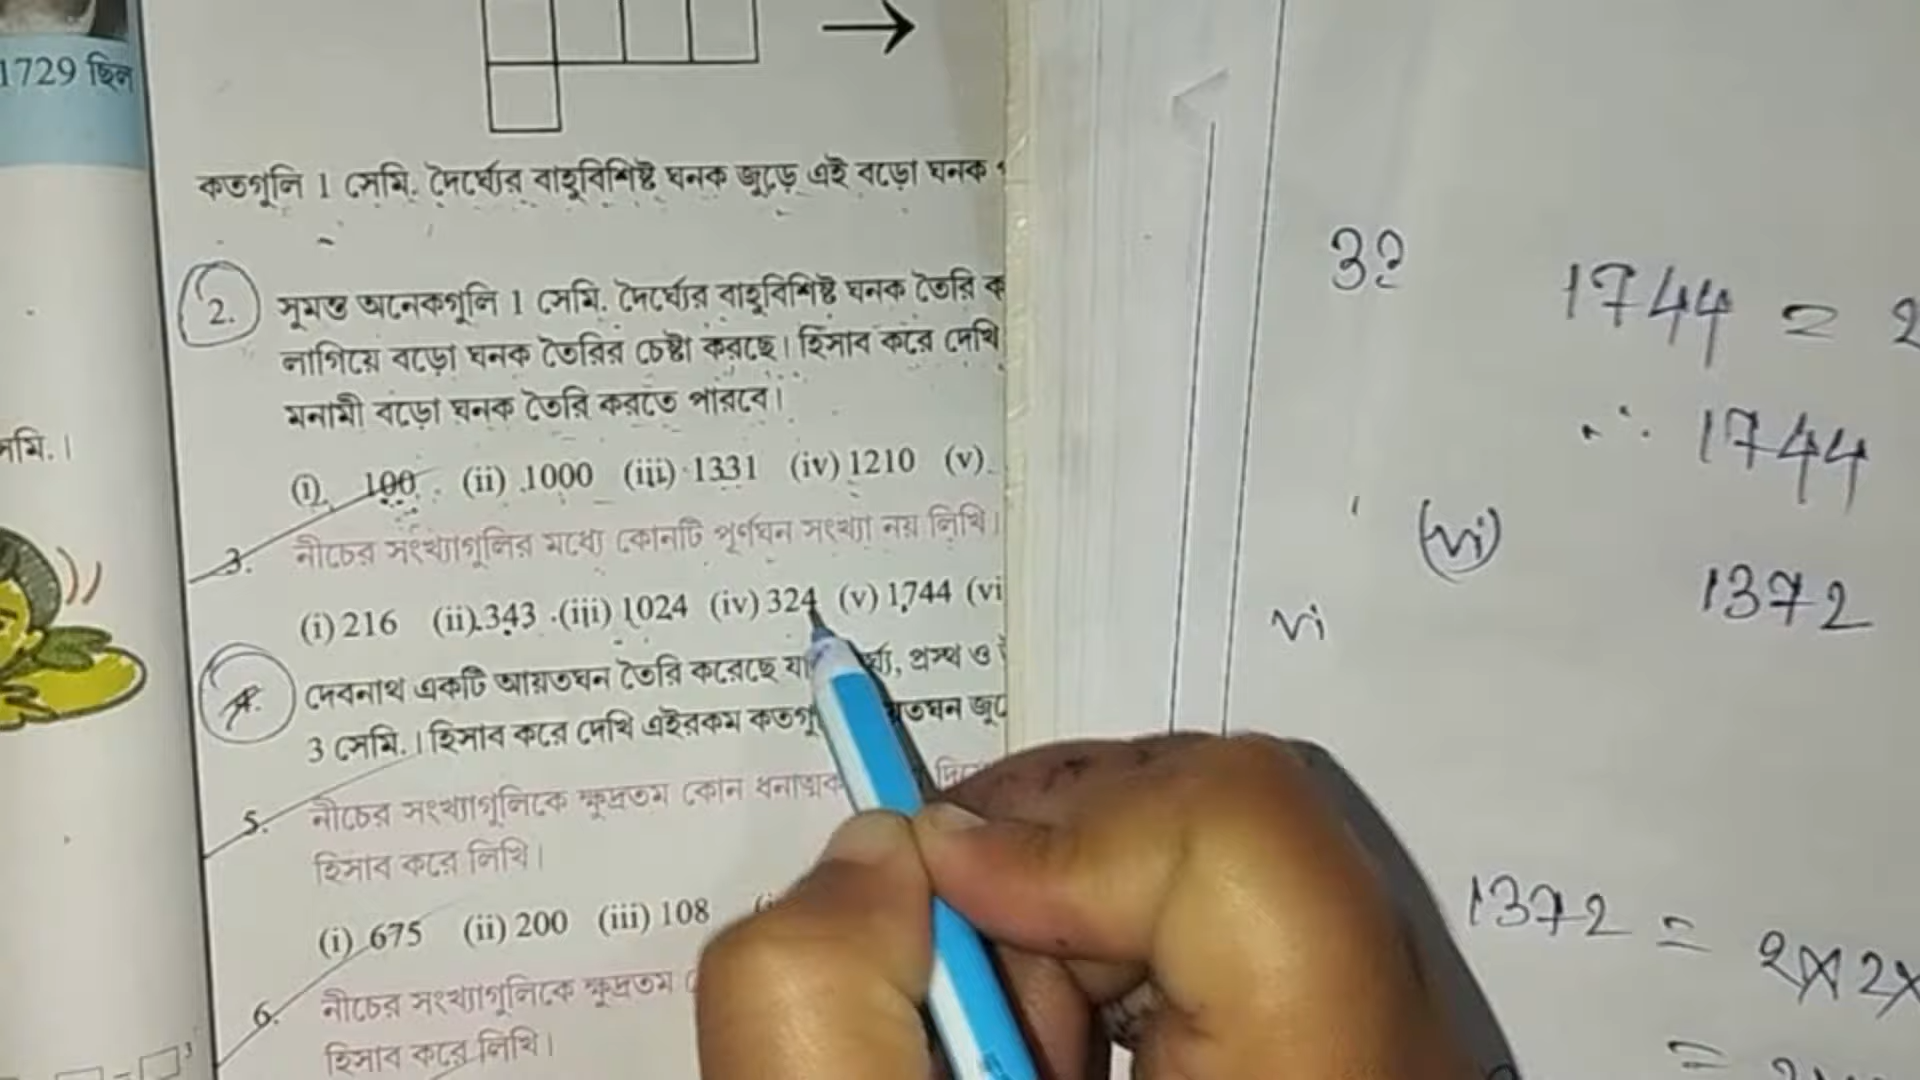 1729 ছিল
কতগুলি 1 সেমি. দৈর্ঘ্যের বাহুবিশিষ্ট ঘনক জুড়ে এই বড়ো ঘনক
2. সুমন্ত অনেকগুলি 1 সেমি. দৈর্ঘ্যের বাহুবিশিষ্ট ঘনক তৈরি ক
লাগিয়ে বড়ো ঘনক তৈরির চেষ্টা করছে। হিসাব করে দেখি
মনামী বড়ো ঘনক তৈরি করতে পারবে।
(i) 100 (ii) 1000 (iii) 1331 (iv) 1210 (v)
3. নীচের সংখ্যাগুলির মধ্যে কোনটি পূর্ণঘন সংখ্যা নয় লিখি।
(i) 216 (ii) 343 (iii) 1024 (iv) 324 (v) 1744 (vi
4. দেবনাথ একটি আয়তঘন তৈরি করেছে যা , প্রস্থ ও
3 সেমি.। হিসাব করে দেখি এইরকম কতগু তঘন জু
5. নীচের সংখ্যাগুলিকে ক্ষুদ্রতম কোন ধনাত্মক দিয়ে
হিসাব করে লিখি।
(i) 675 (ii) 200 (iii) 108
6. নীচের সংখ্যাগুলিকে ক্ষুদ্রতম
হিসাব করে লিখি।
সেমি.।
32
1744 = 2
∴ 1744
(vi)
1372
vi
1372 = 2×2×
=